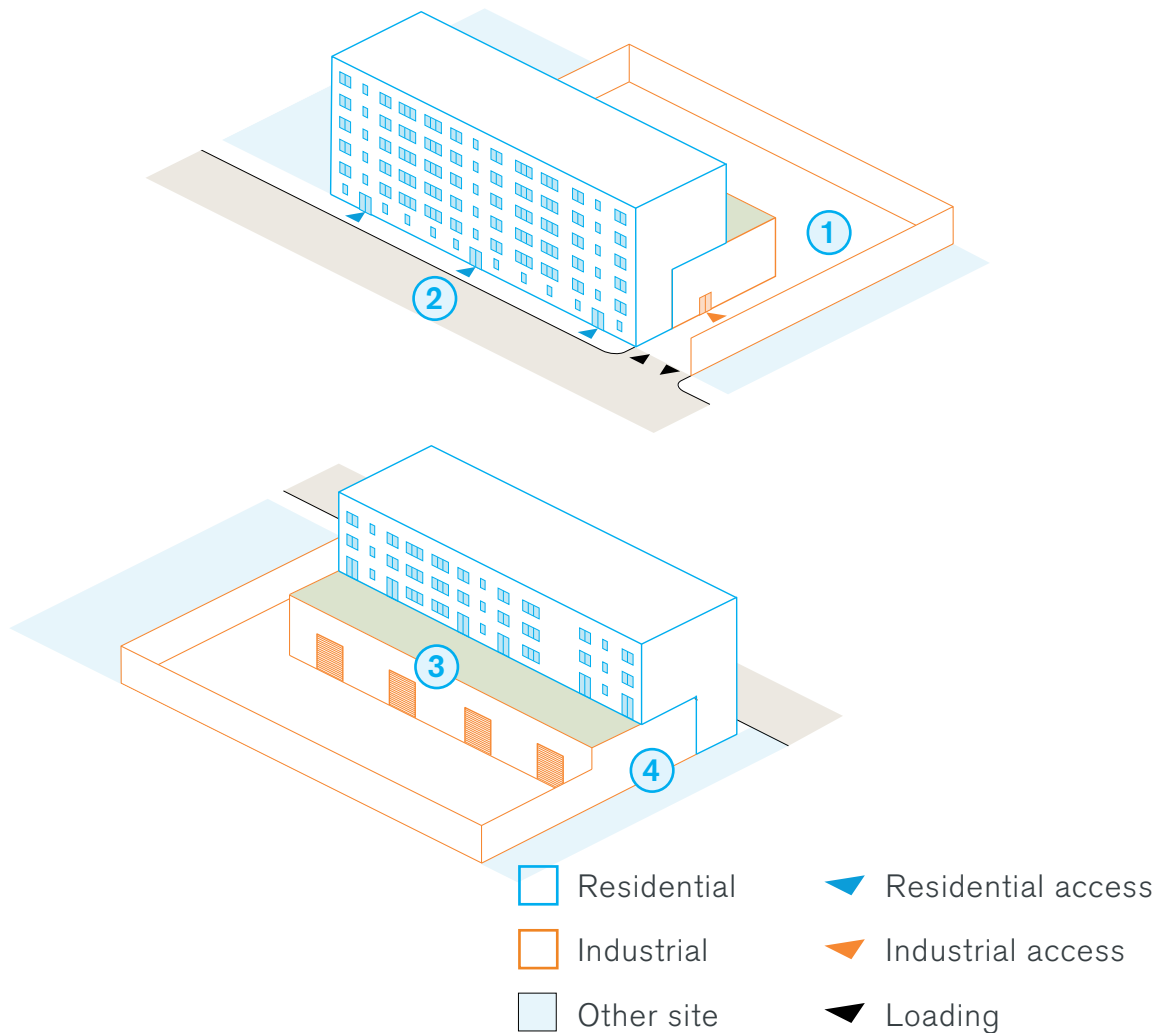 1
2
3
4
Residential
Residential access
Industrial
Industrial access
Other site
Loading